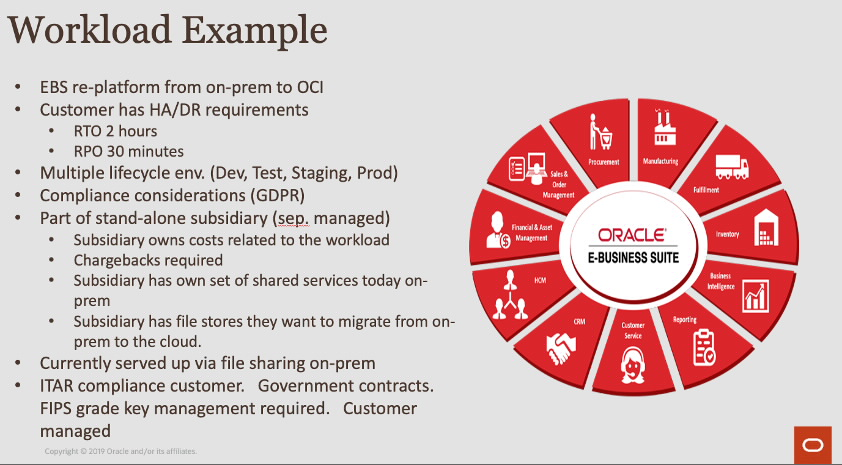 Workload Example
• EBS re-platform from on-prem to OCI
• Customer has HA/DR requirements
• RTO 2 hours
• RPO 30 minutes
• Multiple lifecycle env. (Dev, Test, Staging, Prod)
• Compliance considerations (GDPR)
• Part of stand-alone subsidiary (sep. managed)
• Subsidiary owns costs related to the workload
• Chargebacks required
• Subsidiary has own set of shared services today on-
prem
• Subsidiary has file stores they want to migrate from on-
prem to the cloud.
• Currently served up via file sharing on-prem
• ITAR compliance customer.   Government contracts.
FIPS grade key management required.   Customer
managed
Procurement
Manufacturing
Fulfillment
Inventory
Business
Intelligence
Reporting
Customer
Service
CRM
HCM
Financial & Asset
Management
Sales &
Order
Management
ORACLE®
E-BUSINESS SUITE
Copyright © 2019 Oracle and/or its affiliates.